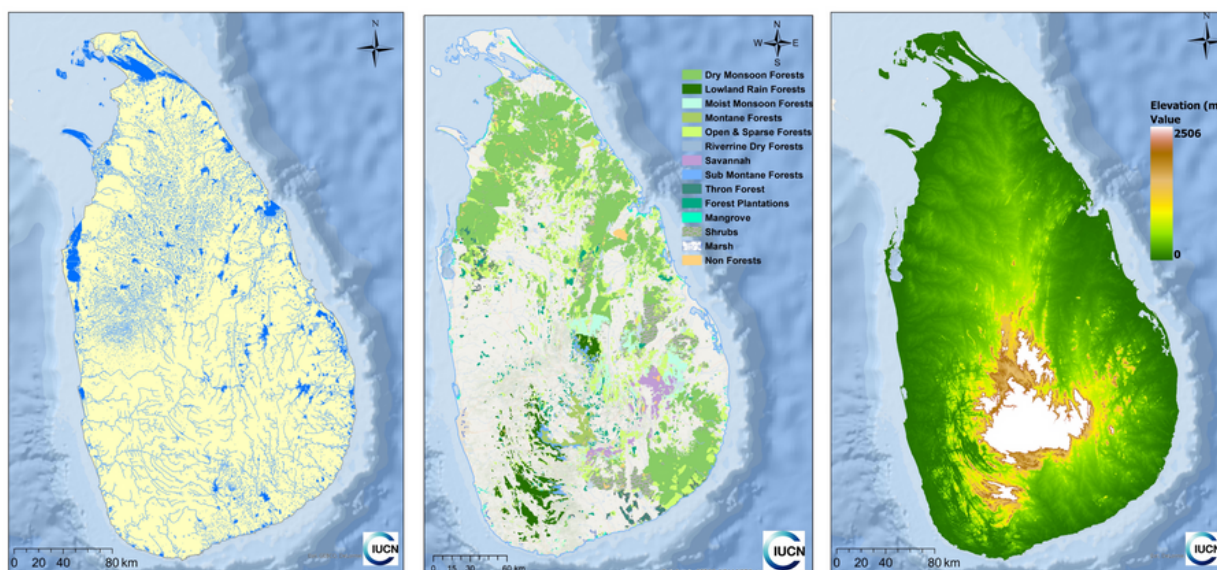 N
0 20 40 80 km
IUCN
N
W E
S
Dry Monsoon Forests
Lowland Rain Forests
Moist Monsoon Forests
Montane Forests
Open & Sparse Forests
Riverrine Dry Forests
Savannah
Sub Montane Forests
Thron Forest
Forest Plantations
Mangrove
Shrubs
Marsh
Non Forests
0 15 30 60 km
IUCN
N
Elevation (m
Value
2506
0
0 20 40 80 km
IUCN